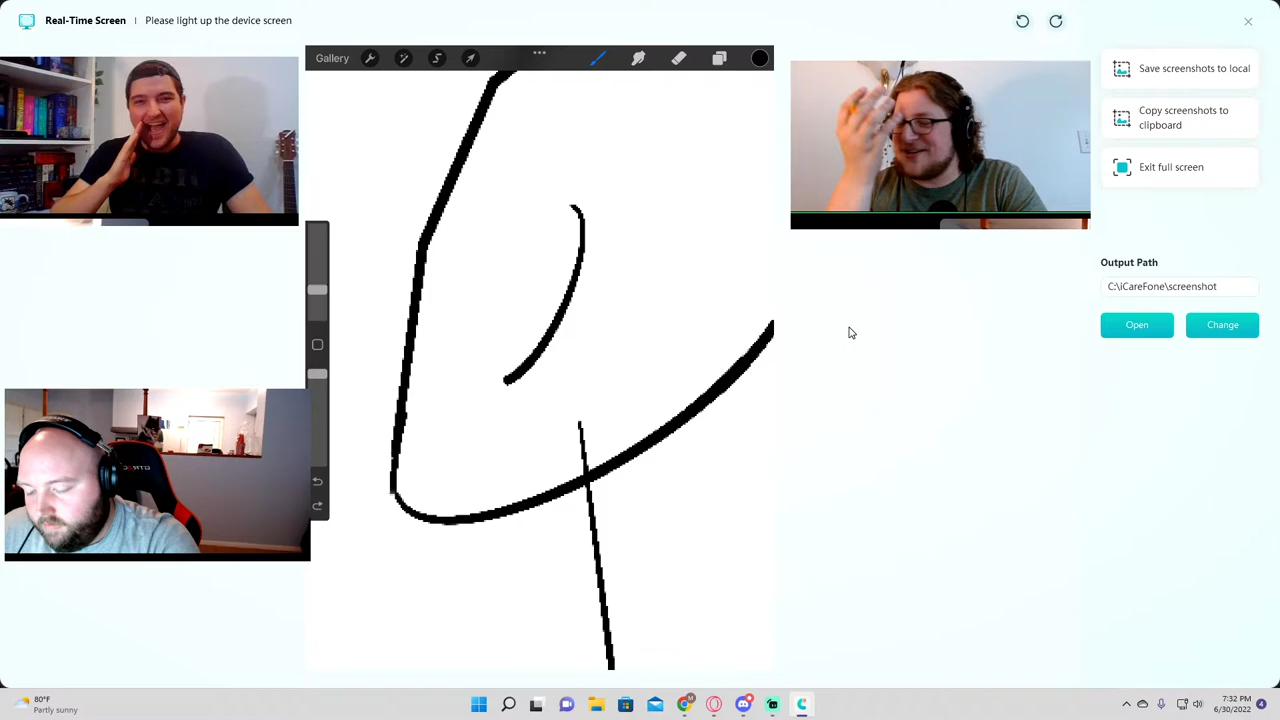 Real-Time Screen | Please light up the device screen
Gallery
Save screenshots to local
Copy screenshots to
clipboard
Exit full screen
Output Path
C:\iCareFone\screenshot
Open Change
80°F
Partly sunny
7:32 PM
6/30/2022
4